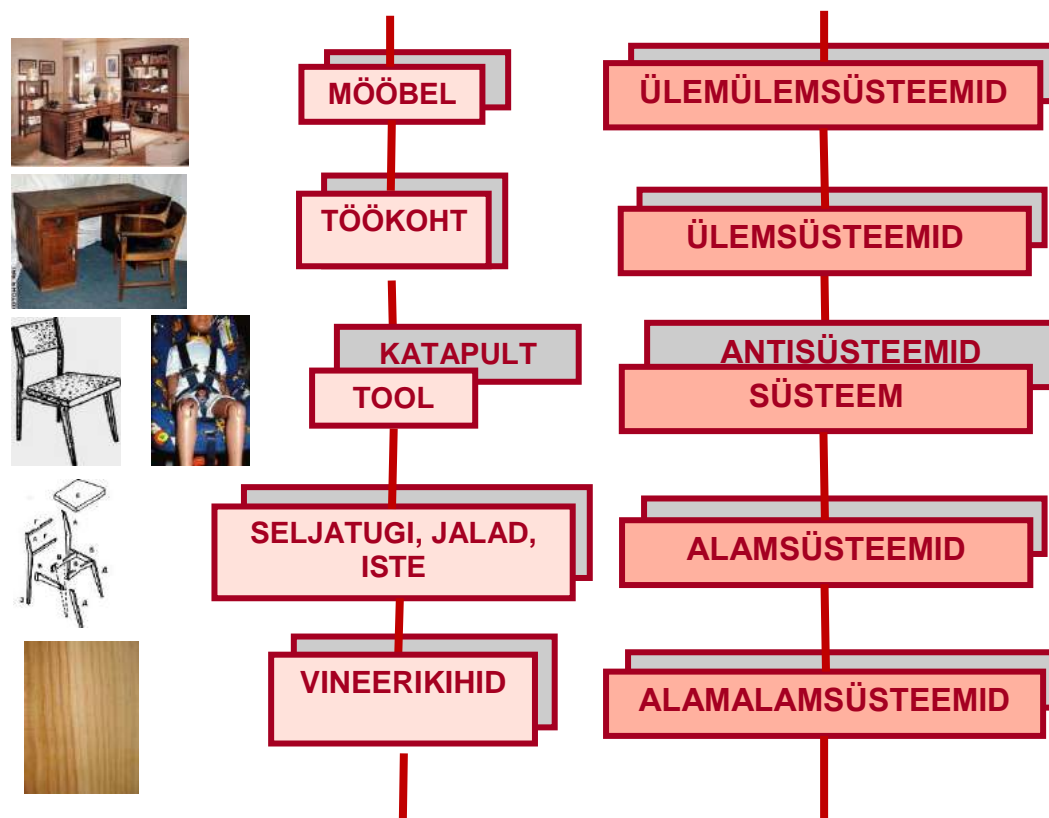 MÖÖBEL
ÜLEMÜLEMSÜSTEEMID
TÖÖKOHT
ÜLEMSÜSTEEMID
KATAPULT
TOOL
ANTISÜSTEEMID
SÜSTEEM
SELJATUGI, JALAD,
ISTE
ALAMSÜSTEEMID
VINEERIKIHID
ALAMALAMSÜSTEEMID